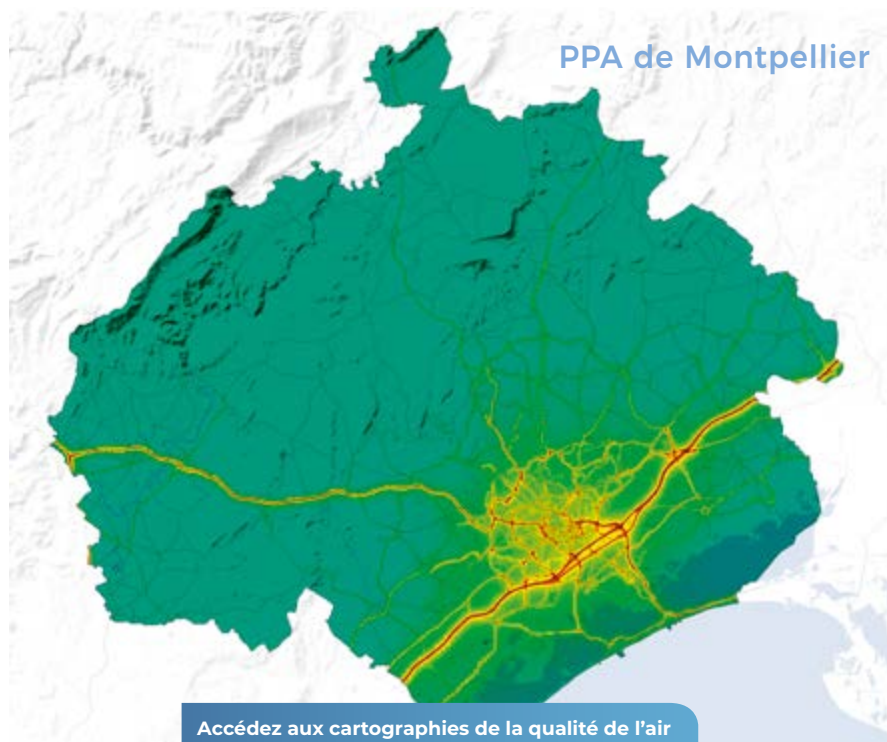 PPA de Montpellier
Accédez aux cartographies de la qualité de l'air